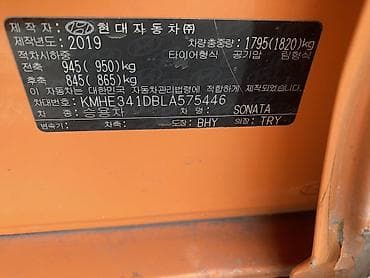 제 작 자: HYUNDAI 현대자동차㈜
제작년도: 2019 차량총중량: 1795(1820)kg
적차시하중 타이어형식 공기압 림형식
전축 945( 950)kg
후축 845( 865)kg
차대번호: KMHE341DBLA575446
이 자동차는 대한민국 자동차관리법령에 적합하게 제작되었음.
차종: 승용차 차명: SONATA
변속기: 차축: 도장: BHY 의장: TRY